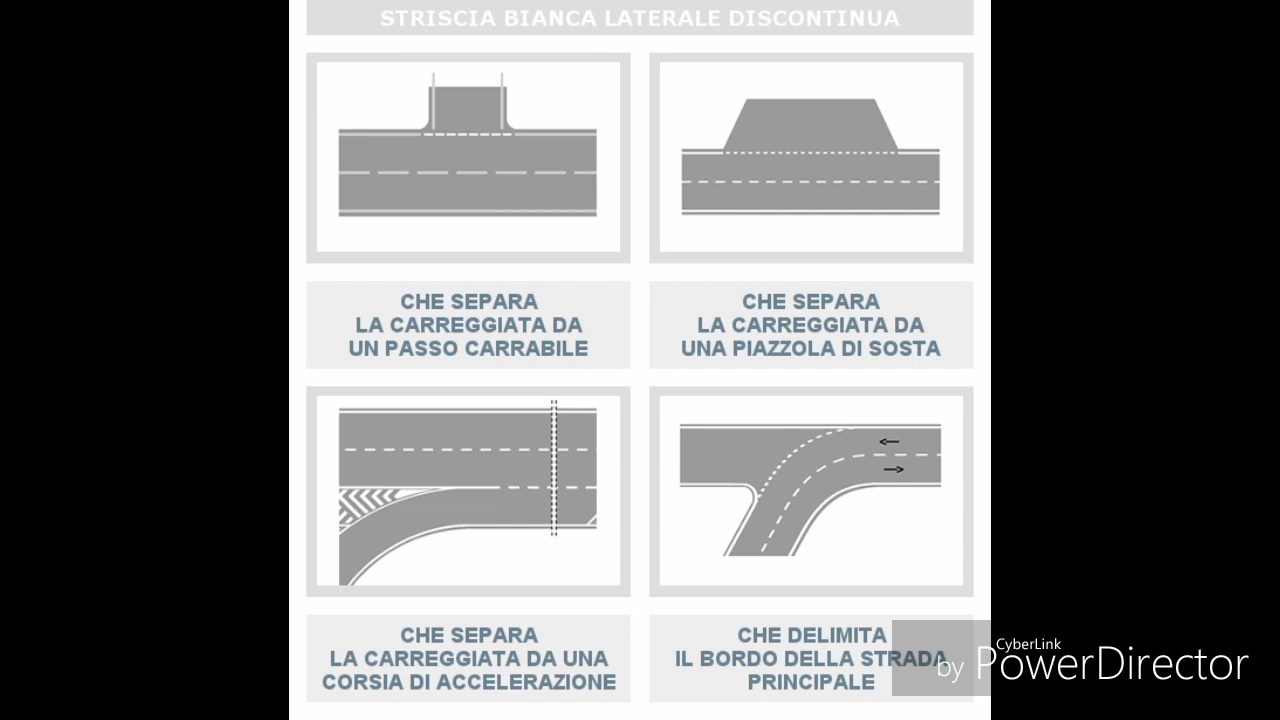 STRISCIA BIANCA LATERALE DISCONTINUA
CHE SEPARA
LA CARREGGIATA DA
UN PASSO CARRABILE
CHE SEPARA
LA CARREGGIATA DA
UNA PIAZZOLA DI SOSTA
CHE SEPARA
LA CARREGGIATA DA UNA
CORSIA DI ACCELERAZIONE
CHE DELIMITA
IL BORDO DELLA STRADA
PRINCIPALE
CyberLink
by PowerDirector